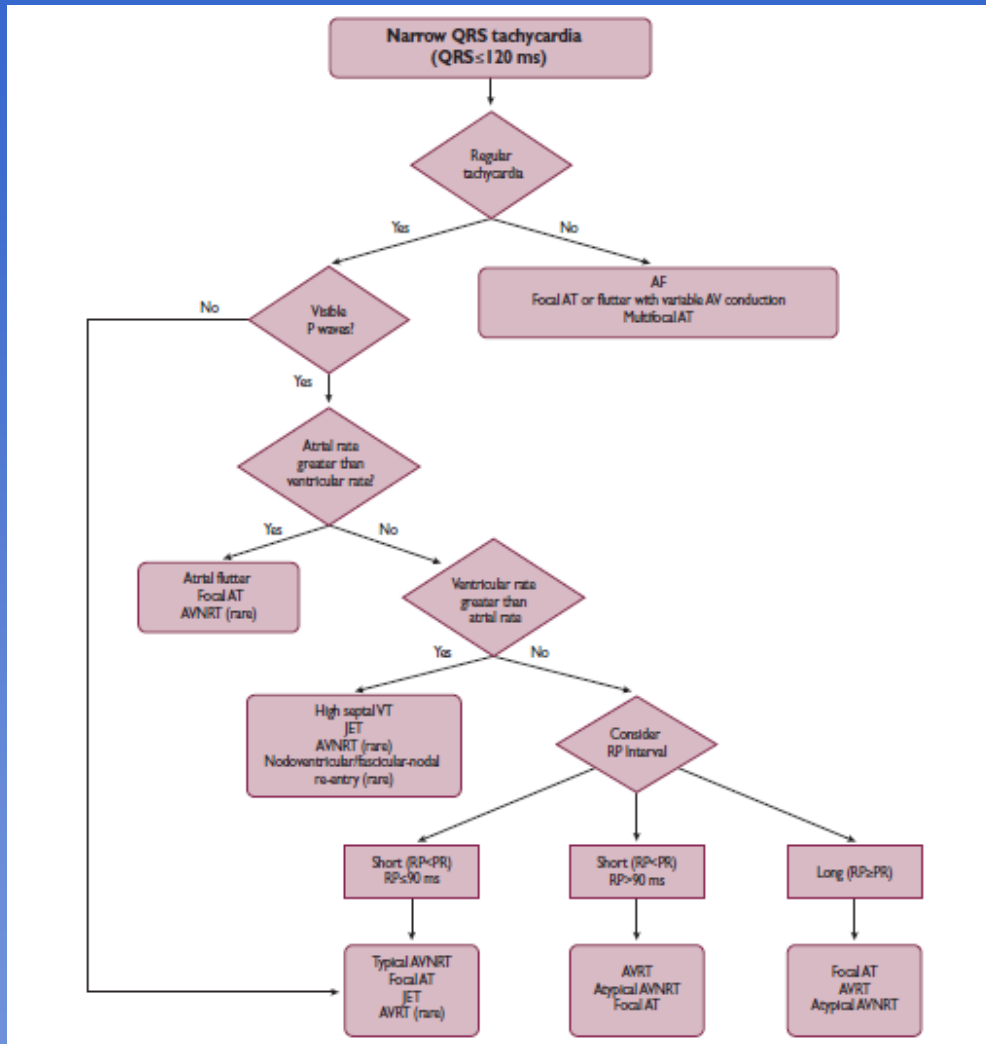 Narrow QRS tachycardia
(QRS≤120 ms)
Regular
tachycardia
Yes
No
AF
Focal AT or flutter with variable AV conduction
Multifocal AT
No
Visible
P waves?
Yes
Atrial rate
greater than
ventricular rate?
Yes
No
Atrial flutter
Focal AT
AVNRT (rare)
Ventricular rate
greater than
atrial rate
Yes
No
High septal VT
JET
AVNRT (rare)
Nodoventricular/fascicular-nodal
re-entry (rare)
Consider
RP Interval
Short (RP<PR)
RP≤90 ms
Short (RP<PR)
RP>90 ms
Long (RP≥PR)
Typical AVNRT
Focal AT
JET
AVRT (rare)
AVRT
Atypical AVNRT
Focal AT
Focal AT
AVRT
Atypical AVNRT